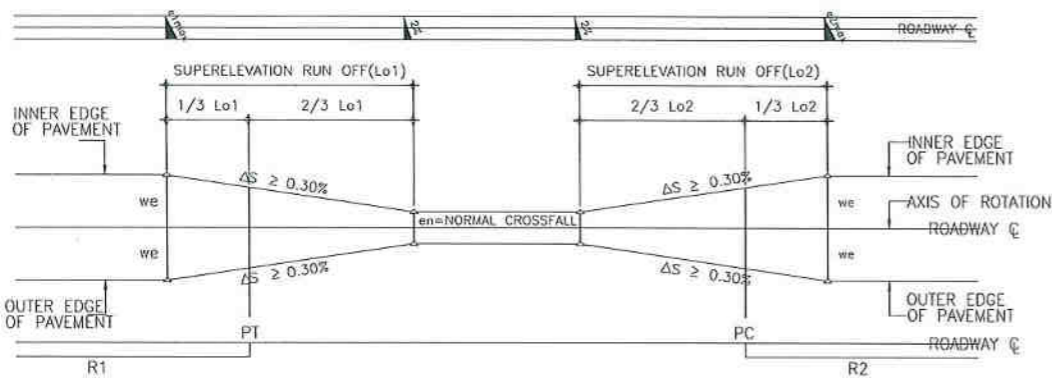 e1max
2%
2%
e2max
ROADWAY ℄
SUPERELEVATION RUN OFF(Lo1)
SUPERELEVATION RUN OFF(Lo2)
1/3 Lo1
2/3 Lo1
2/3 Lo2
1/3 Lo2
INNER EDGE
OF PAVEMENT
INNER EDGE
OF PAVEMENT
ΔS ≥ 0.30%
ΔS ≥ 0.30%
we
en=NORMAL CROSSFALL
we
AXIS OF ROTATION
ROADWAY ℄
we
we
ΔS ≥ 0.30%
ΔS ≥ 0.30%
OUTER EDGE
OF PAVEMENT
OUTER EDGE
OF PAVEMENT
PT
PC
ROADWAY ℄
R1
R2